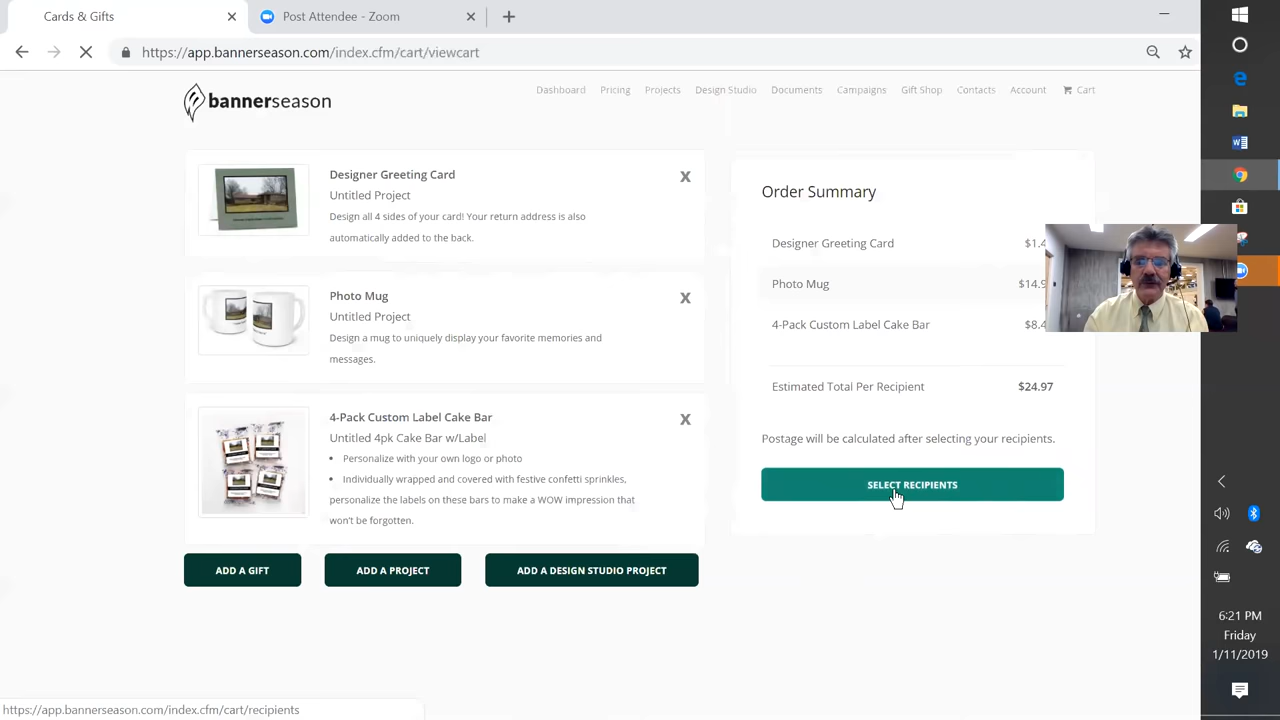 Cards & Gifts
Post Attendee - Zoom
https://app.bannerseason.com/index.cfm/cart/viewcart
bannerseason
Dashboard Pricing Projects Design Studio Documents Campaigns Gift Shop Contacts Account Cart
Designer Greeting Card
Untitled Project
Design all 4 sides of your card! Your return address is also
automatically added to the back.
X
Photo Mug
Untitled Project
Design a mug to uniquely display your favorite memories and
messages.
X
4-Pack Custom Label Cake Bar
Untitled 4pk Cake Bar w/Label
• Personalize with your own logo or photo
• Individually wrapped and covered with festive confetti sprinkles,
personalize the labels on these bars to make a WOW impression that
won't be forgotten.
X
ADD A GIFT
ADD A PROJECT
ADD A DESIGN STUDIO PROJECT
Order Summary
Designer Greeting Card $1.4
Photo Mug $14.9
4-Pack Custom Label Cake Bar $8.4
Estimated Total Per Recipient $24.97
Postage will be calculated after selecting your recipients.
SELECT RECIPIENTS
6:21 PM
Friday
1/11/2019
https://app.bannerseason.com/index.cfm/cart/recipients